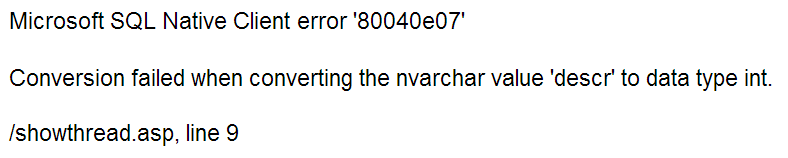 Microsoft SQL Native Client error '80040e07'
Conversion failed when converting the nvarchar value 'descr' to data type int.
/showthread.asp, line 9